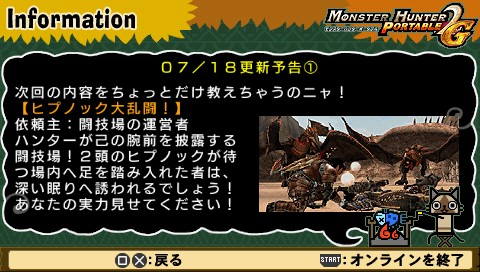 Information
MONSTER HUNTER
PORTABLE 2nd G
07/18更新予告①
次回の内容をちょっとだけ教えちゃうのニャ！
【ヒプノック大乱闘！】
依頼主：闘技場の運営者
ハンターが己の腕前を披露する
闘技場！２頭のヒプノックが待
つ場内へ足を踏み入れた者は、
深い眠りへ誘われるでしょう！
あなたの実力見せてください！
○×:戻る
START:オンラインを終了